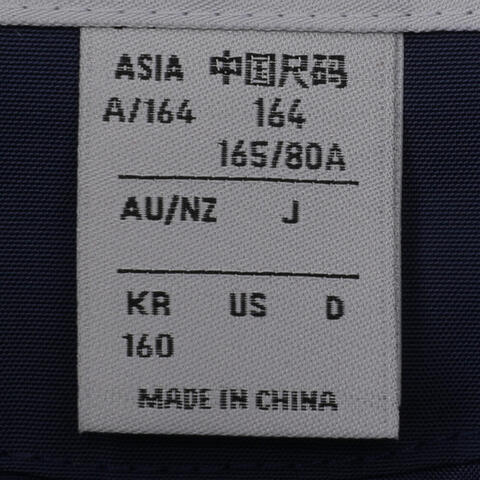 ASIA 中国尺码
A/164 164
165/80A
AU/NZ J
KR US D
160
MADE IN CHINA